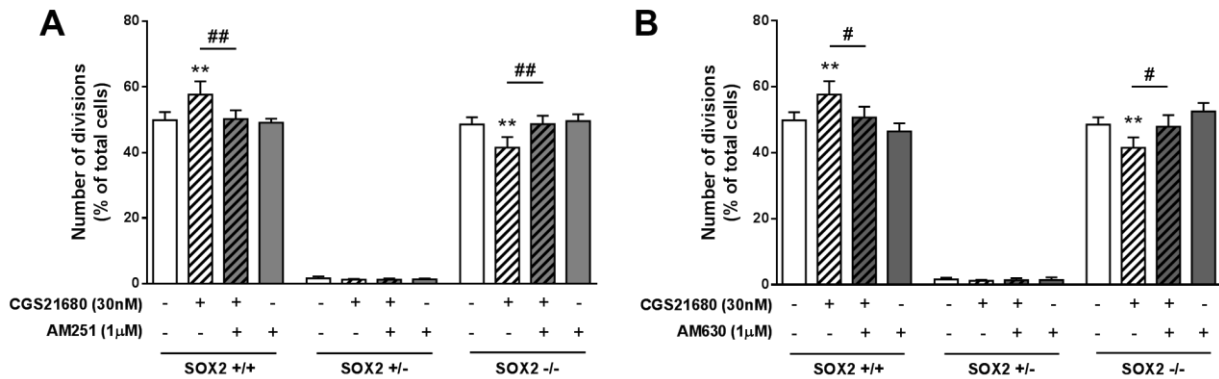 A
Number of divisions
(% of total cells)
80
60
40
20
0
##
**
##
**
CGS21680 (30nM) - + + - - + + - - + + -
AM251 (1μM) - - + + - - + + - - + +
SOX2 +/+ SOX2 +/- SOX2 -/-
B
Number of divisions
(% of total cells)
80
60
40
20
0
#
**
#
**
CGS21680 (30nM) - + + - - + + - - + + -
AM630 (1μM) - - + + - - + + - - + +
SOX2 +/+ SOX2 +/- SOX2 -/-